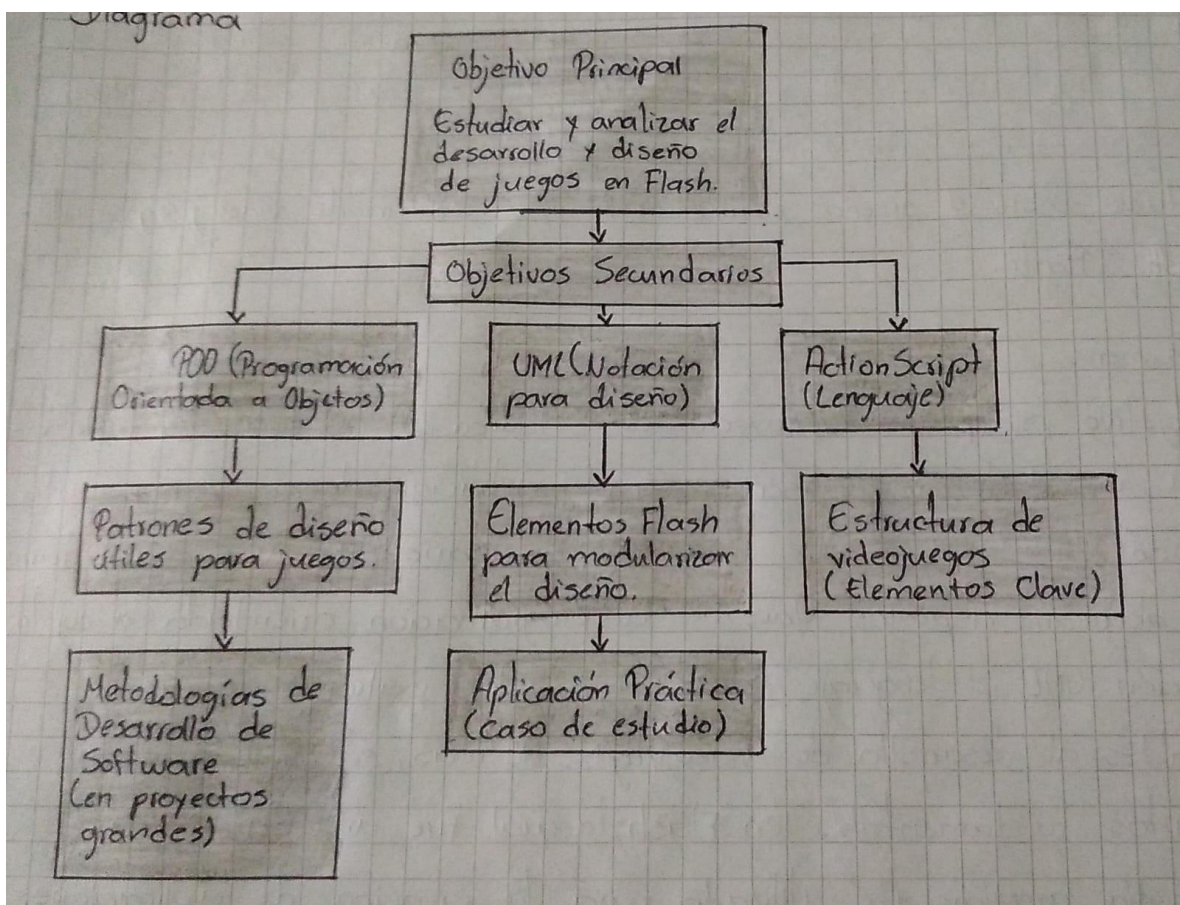 Diagrama
Objetivo Principal
Estudiar y analizar el
desarrollo y diseño
de juegos en Flash.
Objetivos Secundarios
POO (Programación
Orientada a Objetos)
UML (Notación
para diseño)
ActionScript
(Lenguaje)
Patrones de diseño
útiles para juegos.
Elementos Flash
para modularizar
el diseño.
Estructura de
videojuegos
(Elementos Clave)
Metodologías de
Desarrollo de
Software
(en proyectos
grandes)
Aplicación Práctica
(caso de estudio)